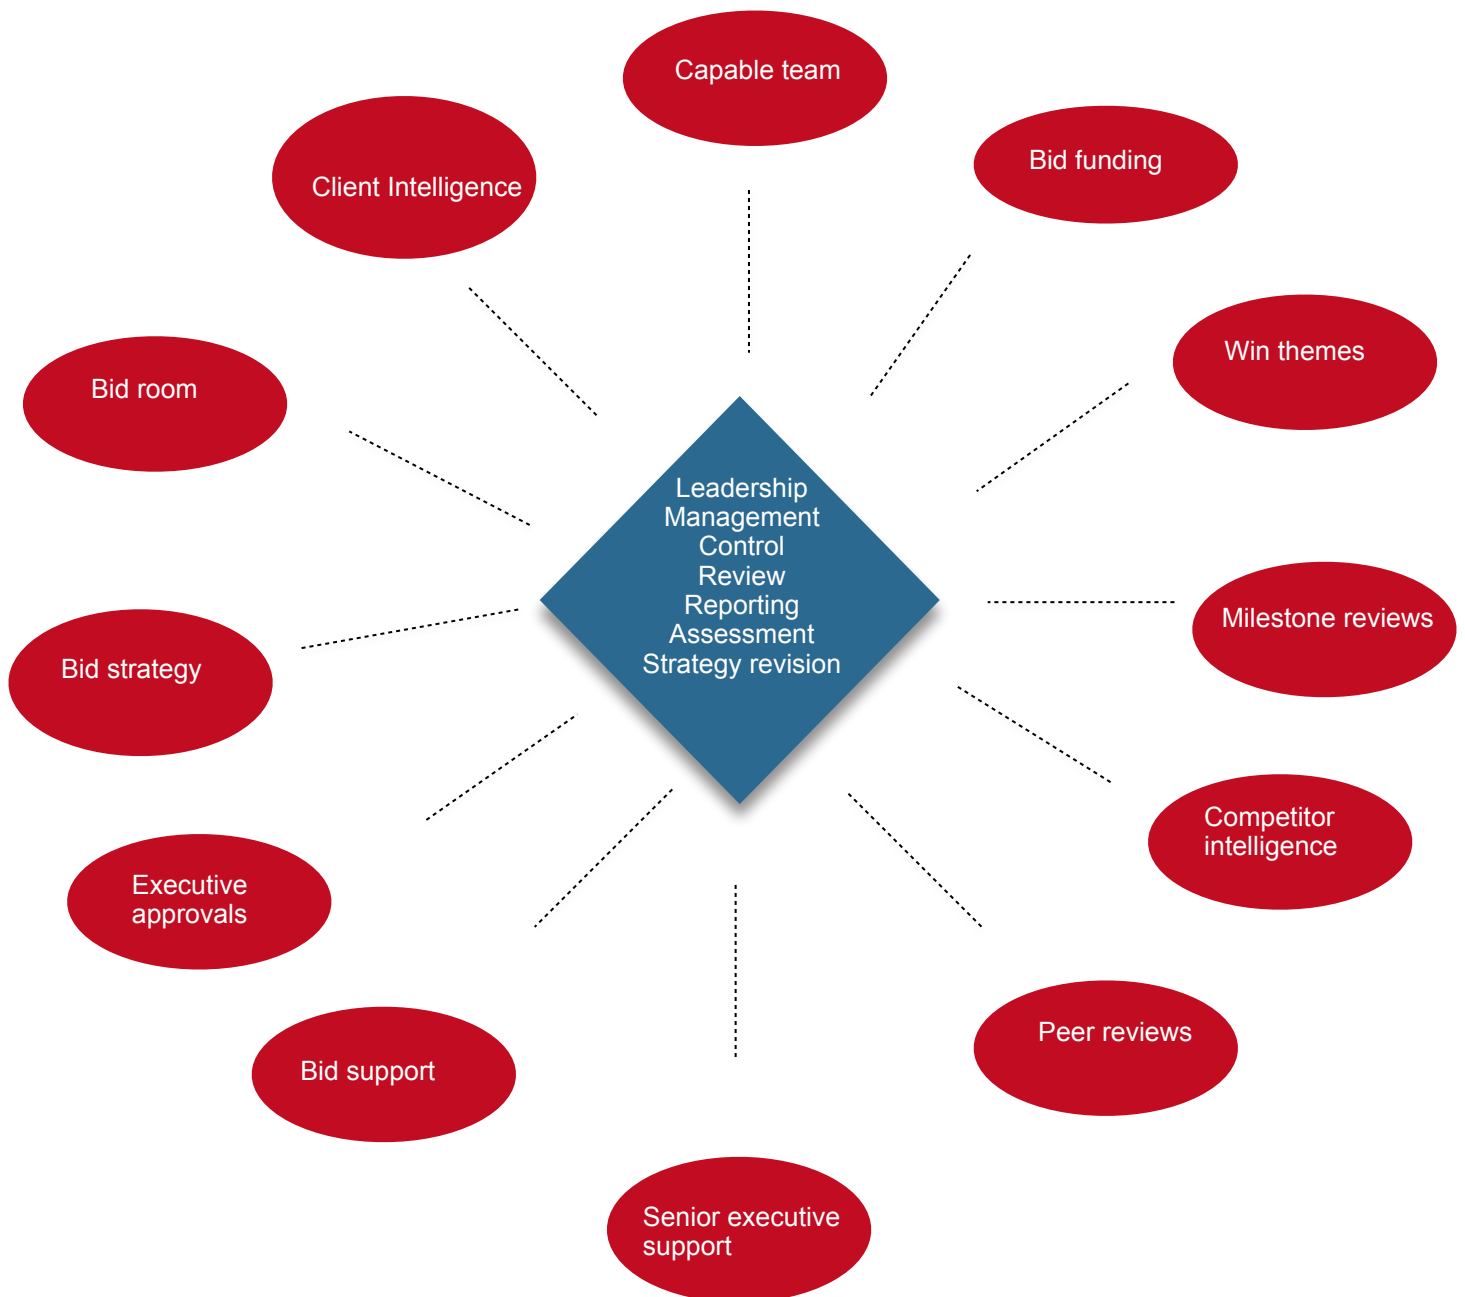 Capable team
Bid funding
Client Intelligence
Win themes
Bid room
Leadership
Management
Control
Review
Reporting
Assessment
Strategy revision
Milestone reviews
Bid strategy
Competitor
intelligence
Executive
approvals
Peer reviews
Bid support
Senior executive
support